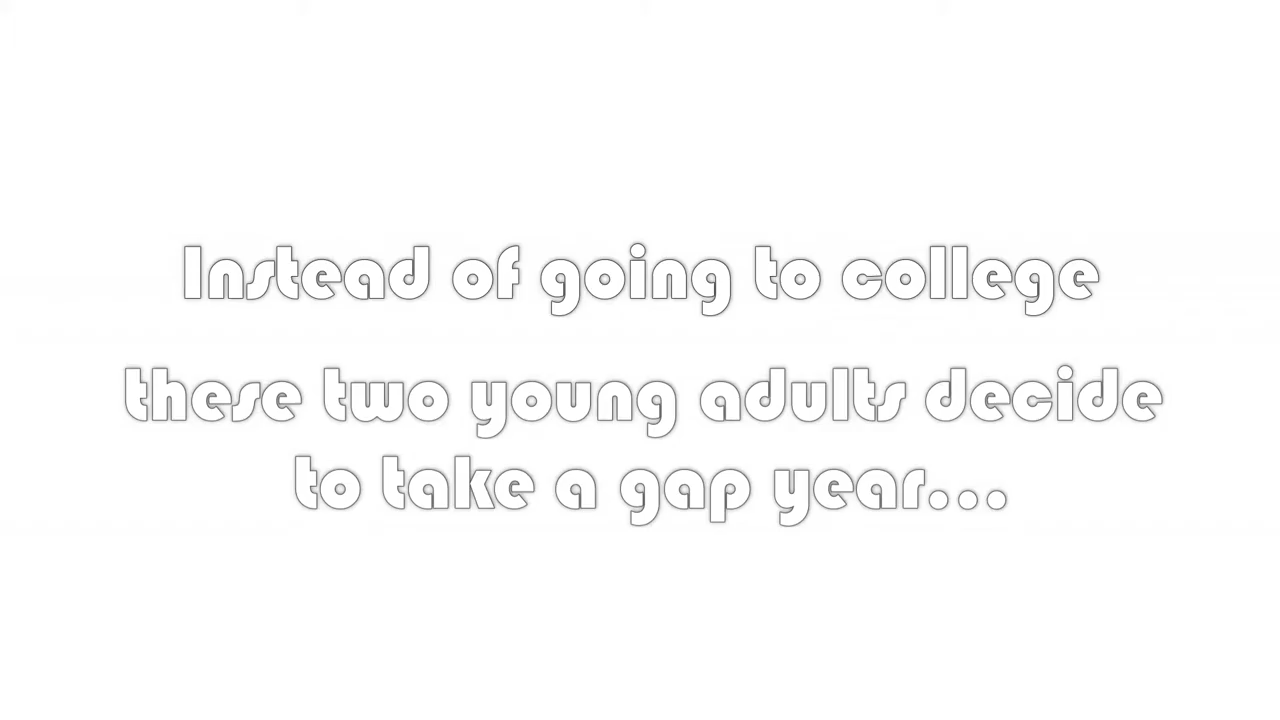 Instead of going to college
these two young adults decide
to take a gap year...